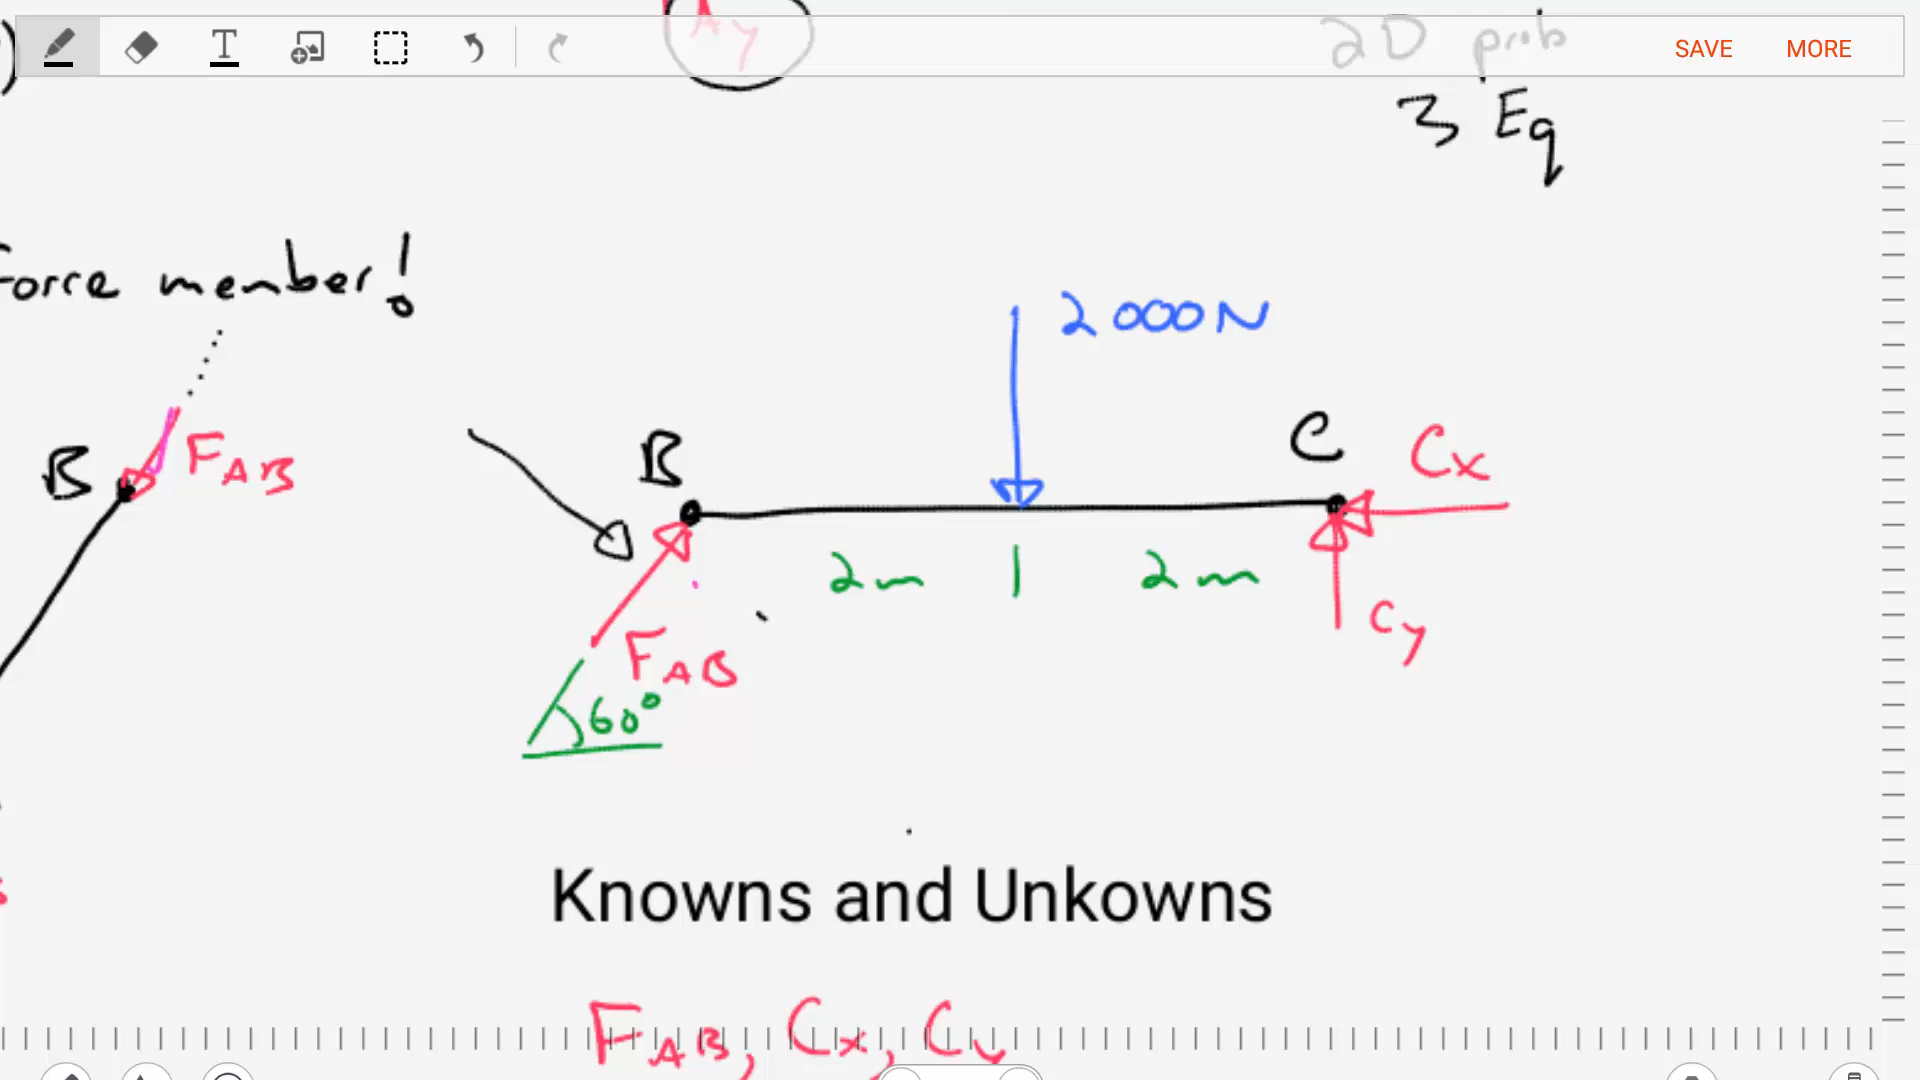 T
SAVE MORE
Ay
2D prob
3 Eq
Force member!
2000N
B FAB
B
C
Cx
2m | 2m
Cy
FAB
60°
Knowns and Unkowns
FAB, Cx, Cy